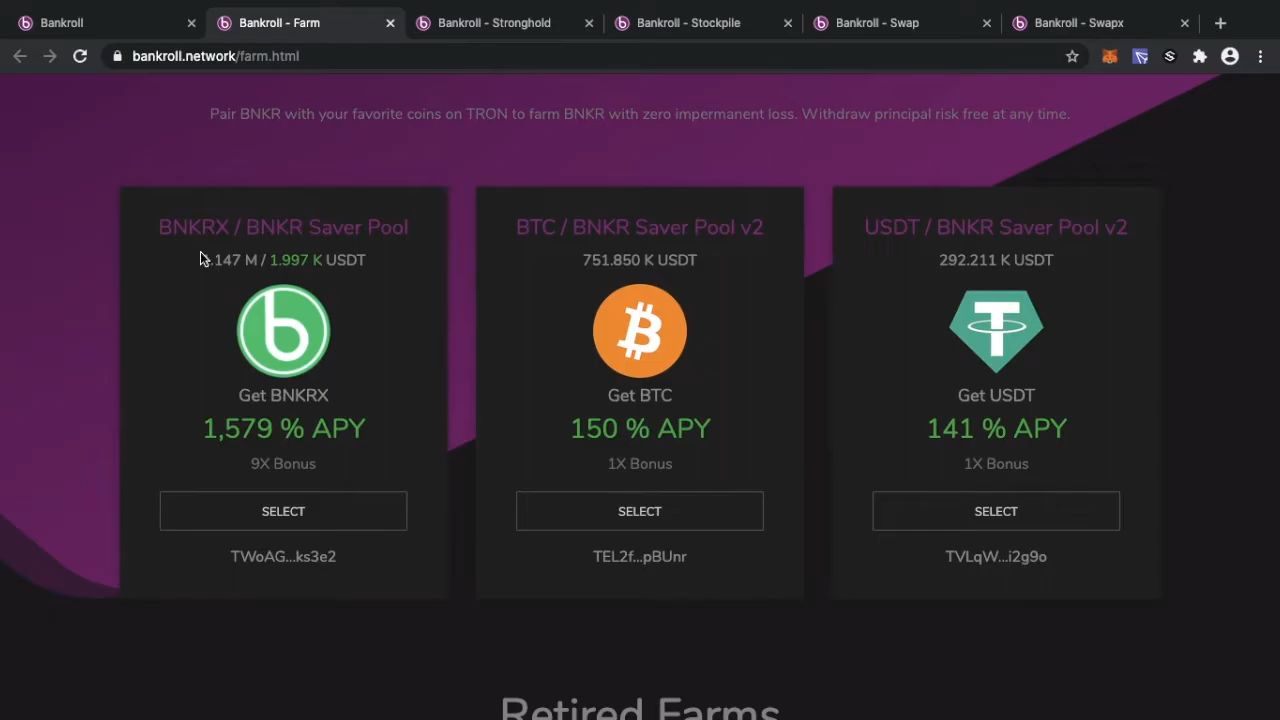 Bankroll
Bankroll - Farm
Bankroll - Stronghold
Bankroll - Stockpile
Bankroll - Swap
Bankroll - Swapx
bankroll.network/farm.html
Pair BNKR with your favorite coins on TRON to farm BNKR with zero impermanent loss. Withdraw principal risk free at any time.
BNKRX / BNKR Saver Pool
.147 M / 1.997 K USDT
Get BNKRX
1,579 % APY
9X Bonus
SELECT
TWoAG...ks3e2
BTC / BNKR Saver Pool v2
751.850 K USDT
Get BTC
150 % APY
1X Bonus
SELECT
TEL2f...pBUnr
USDT / BNKR Saver Pool v2
292.211 K USDT
Get USDT
141 % APY
1X Bonus
SELECT
TVLqW...i2g9o
Retired Farms